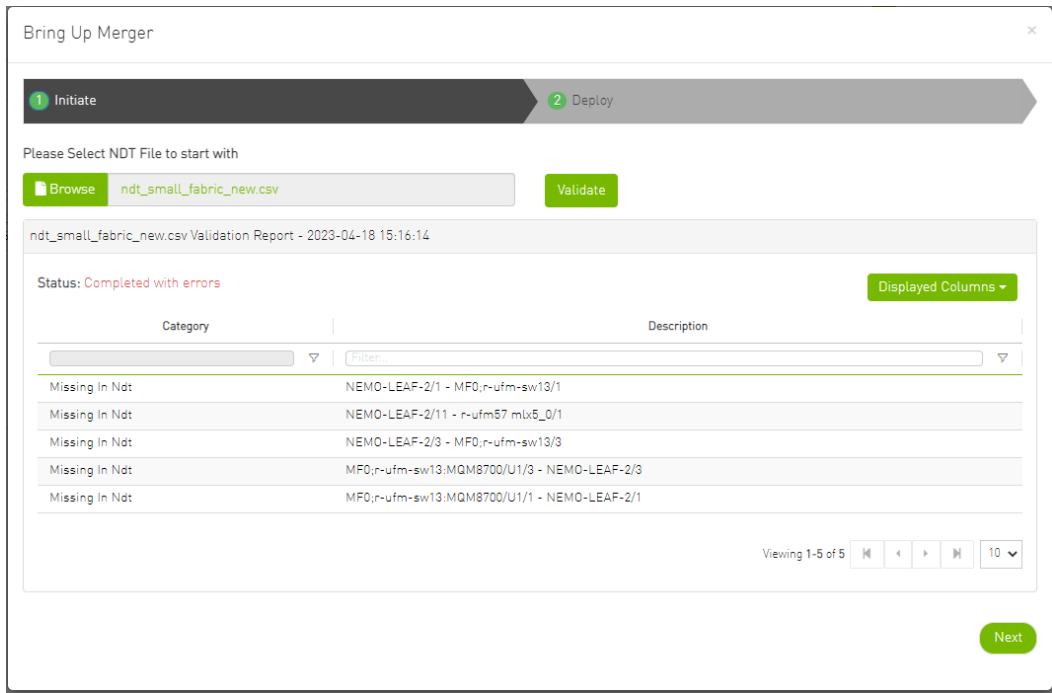 Bring Up Merger ×
1 Initiate 2 Deploy
Please Select NDT File to start with
Browse ndt_small_fabric_new.csv Validate
ndt_small_fabric_new.csv Validation Report - 2023-04-18 15:16:14
Status: Completed with errors Displayed Columns
Category Description
Filter...
Missing In Ndt NEMO-LEAF-2/1 - MF0;r-ufm-sw13/1
Missing In Ndt NEMO-LEAF-2/11 - r-ufm57 mlx5_0/1
Missing In Ndt NEMO-LEAF-2/3 - MF0;r-ufm-sw13/3
Missing In Ndt MF0;r-ufm-sw13:MQM8700/U1/3 - NEMO-LEAF-2/3
Missing In Ndt MF0;r-ufm-sw13:MQM8700/U1/1 - NEMO-LEAF-2/1
Viewing 1-5 of 5 10
Next